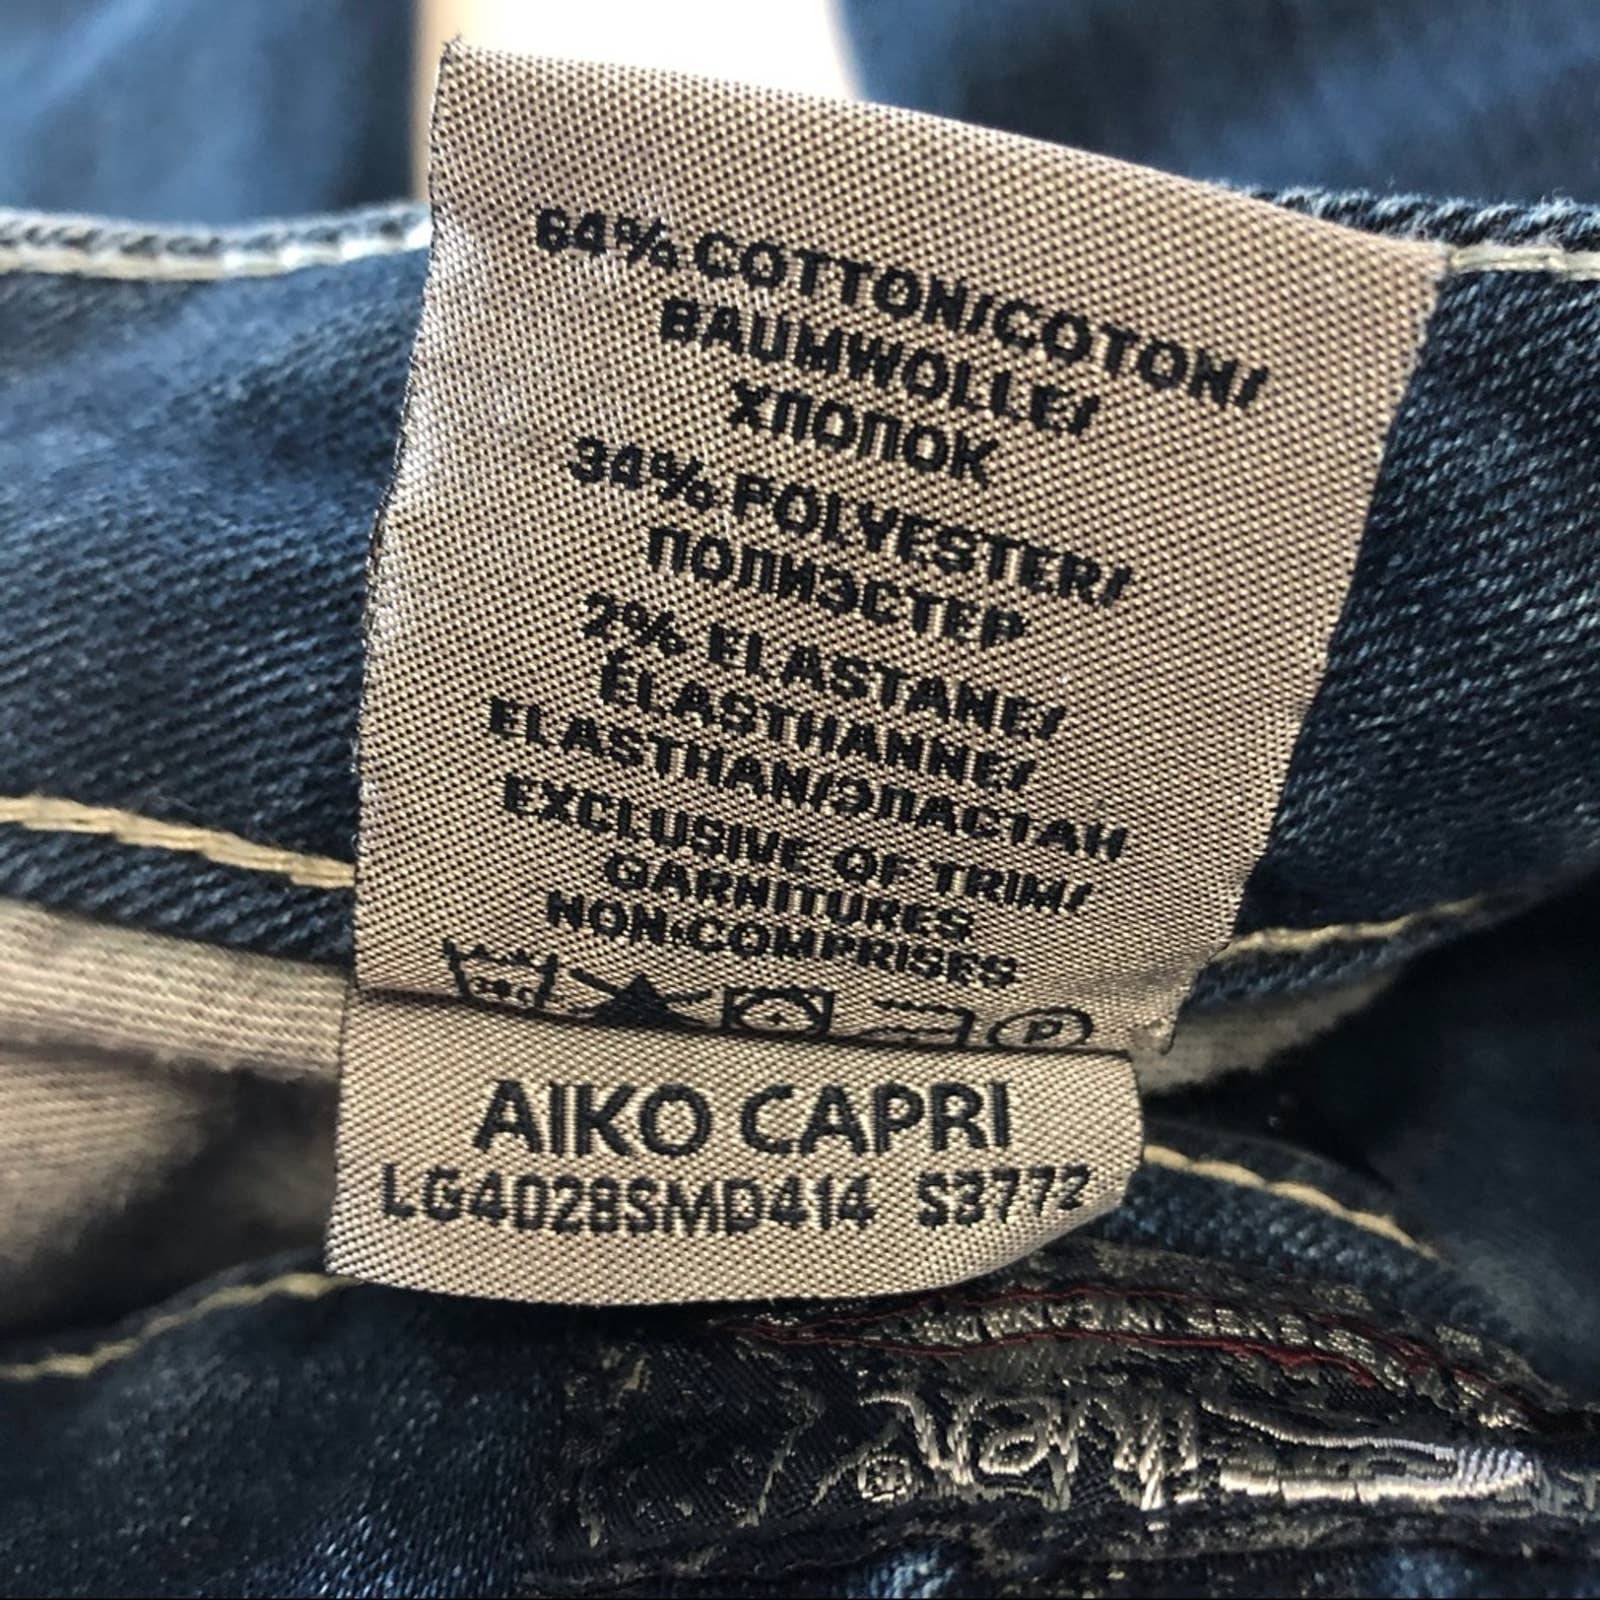 64% COTTON/COTON/
BAUMWOLLE/
ХЛОПОК
34% POLYESTER/
ПОЛИЭСТЕР
2% ELASTANE/
ÉLASTHANNE/
ELASTHAN/ЭЛАСТАН
EXCLUSIVE OF TRIM/
GARNITURES
NON-COMPRISES
P
AIKO CAPRI
LG4028SMD414 S3772